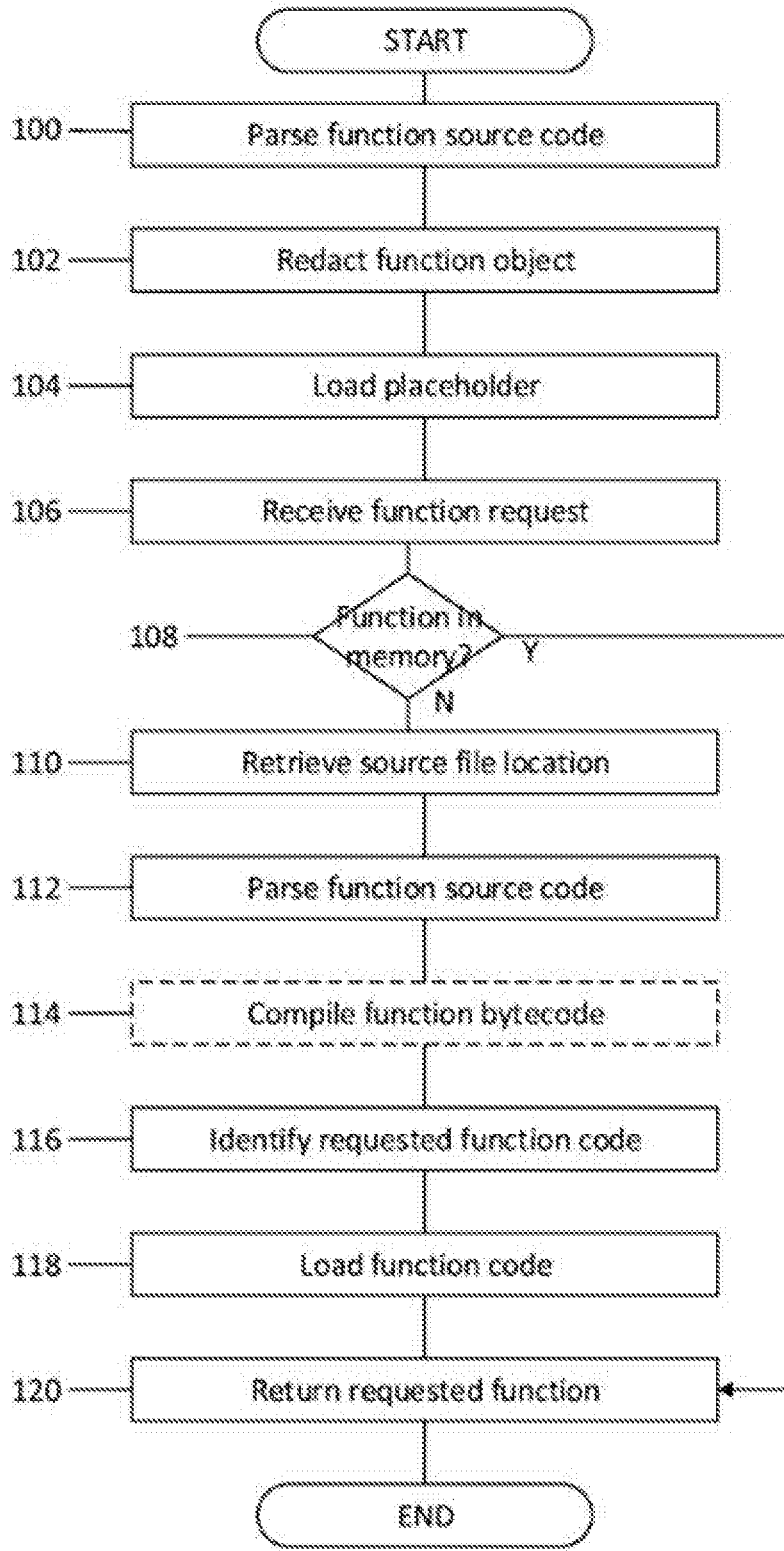 START
100 Parse function source code
102 Redact function object
104 Load placeholder
106 Receive function request
Function in
108 memory? Y
N
110 Retrieve source file location
112 Parse function source code
114 Compile function bytecode
116 Identify requested function code
118 Load function code
120 Return requested function
END